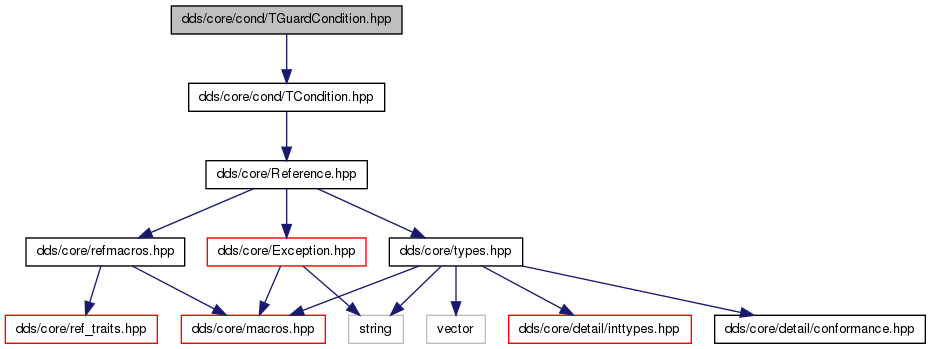 dds/core/cond/TGuardCondition.hpp
dds/core/cond/TCondition.hpp
dds/core/Reference.hpp
dds/core/refmacros.hpp
dds/core/Exception.hpp
dds/core/types.hpp
dds/core/ref_traits.hpp
dds/core/macros.hpp
string
vector
dds/core/detail/inttypes.hpp
dds/core/detail/conformance.hpp